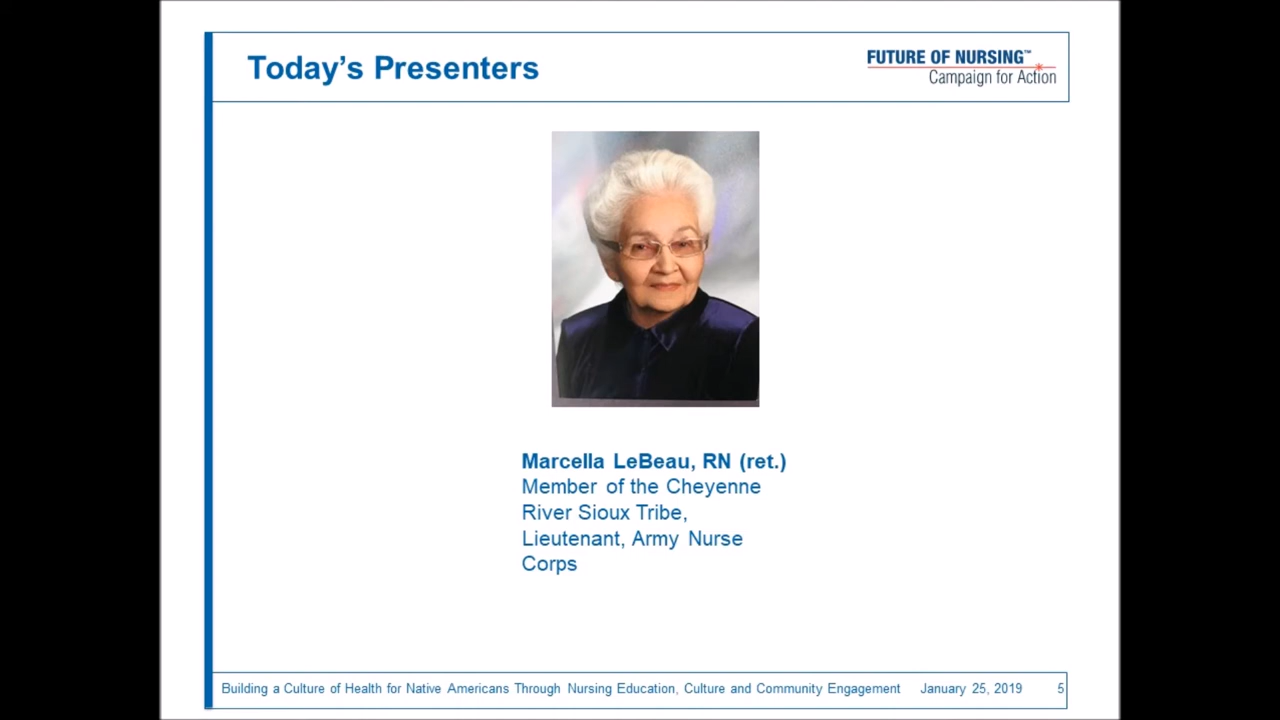 Today’s Presenters
FUTURE OF NURSING™
Campaign for Action
Marcella LeBeau, RN (ret.)
Member of the Cheyenne
River Sioux Tribe,
Lieutenant, Army Nurse
Corps
Building a Culture of Health for Native Americans Through Nursing Education, Culture and Community Engagement January 25, 2019 5